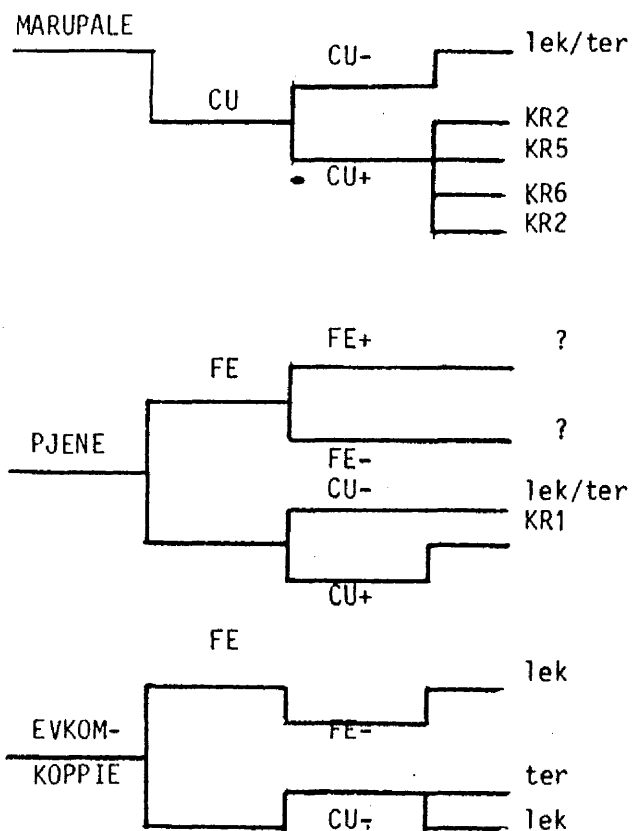 MARUPALE
CU- lek/ter
CU
KR2
KR5
CU+
KR6
KR2
FE+ ?
FE
?
PJENE
FE-
CU- lek/ter
KR1
CU+
FE
lek
EVKOM- FE-
KOPPIE ter
CU- lek